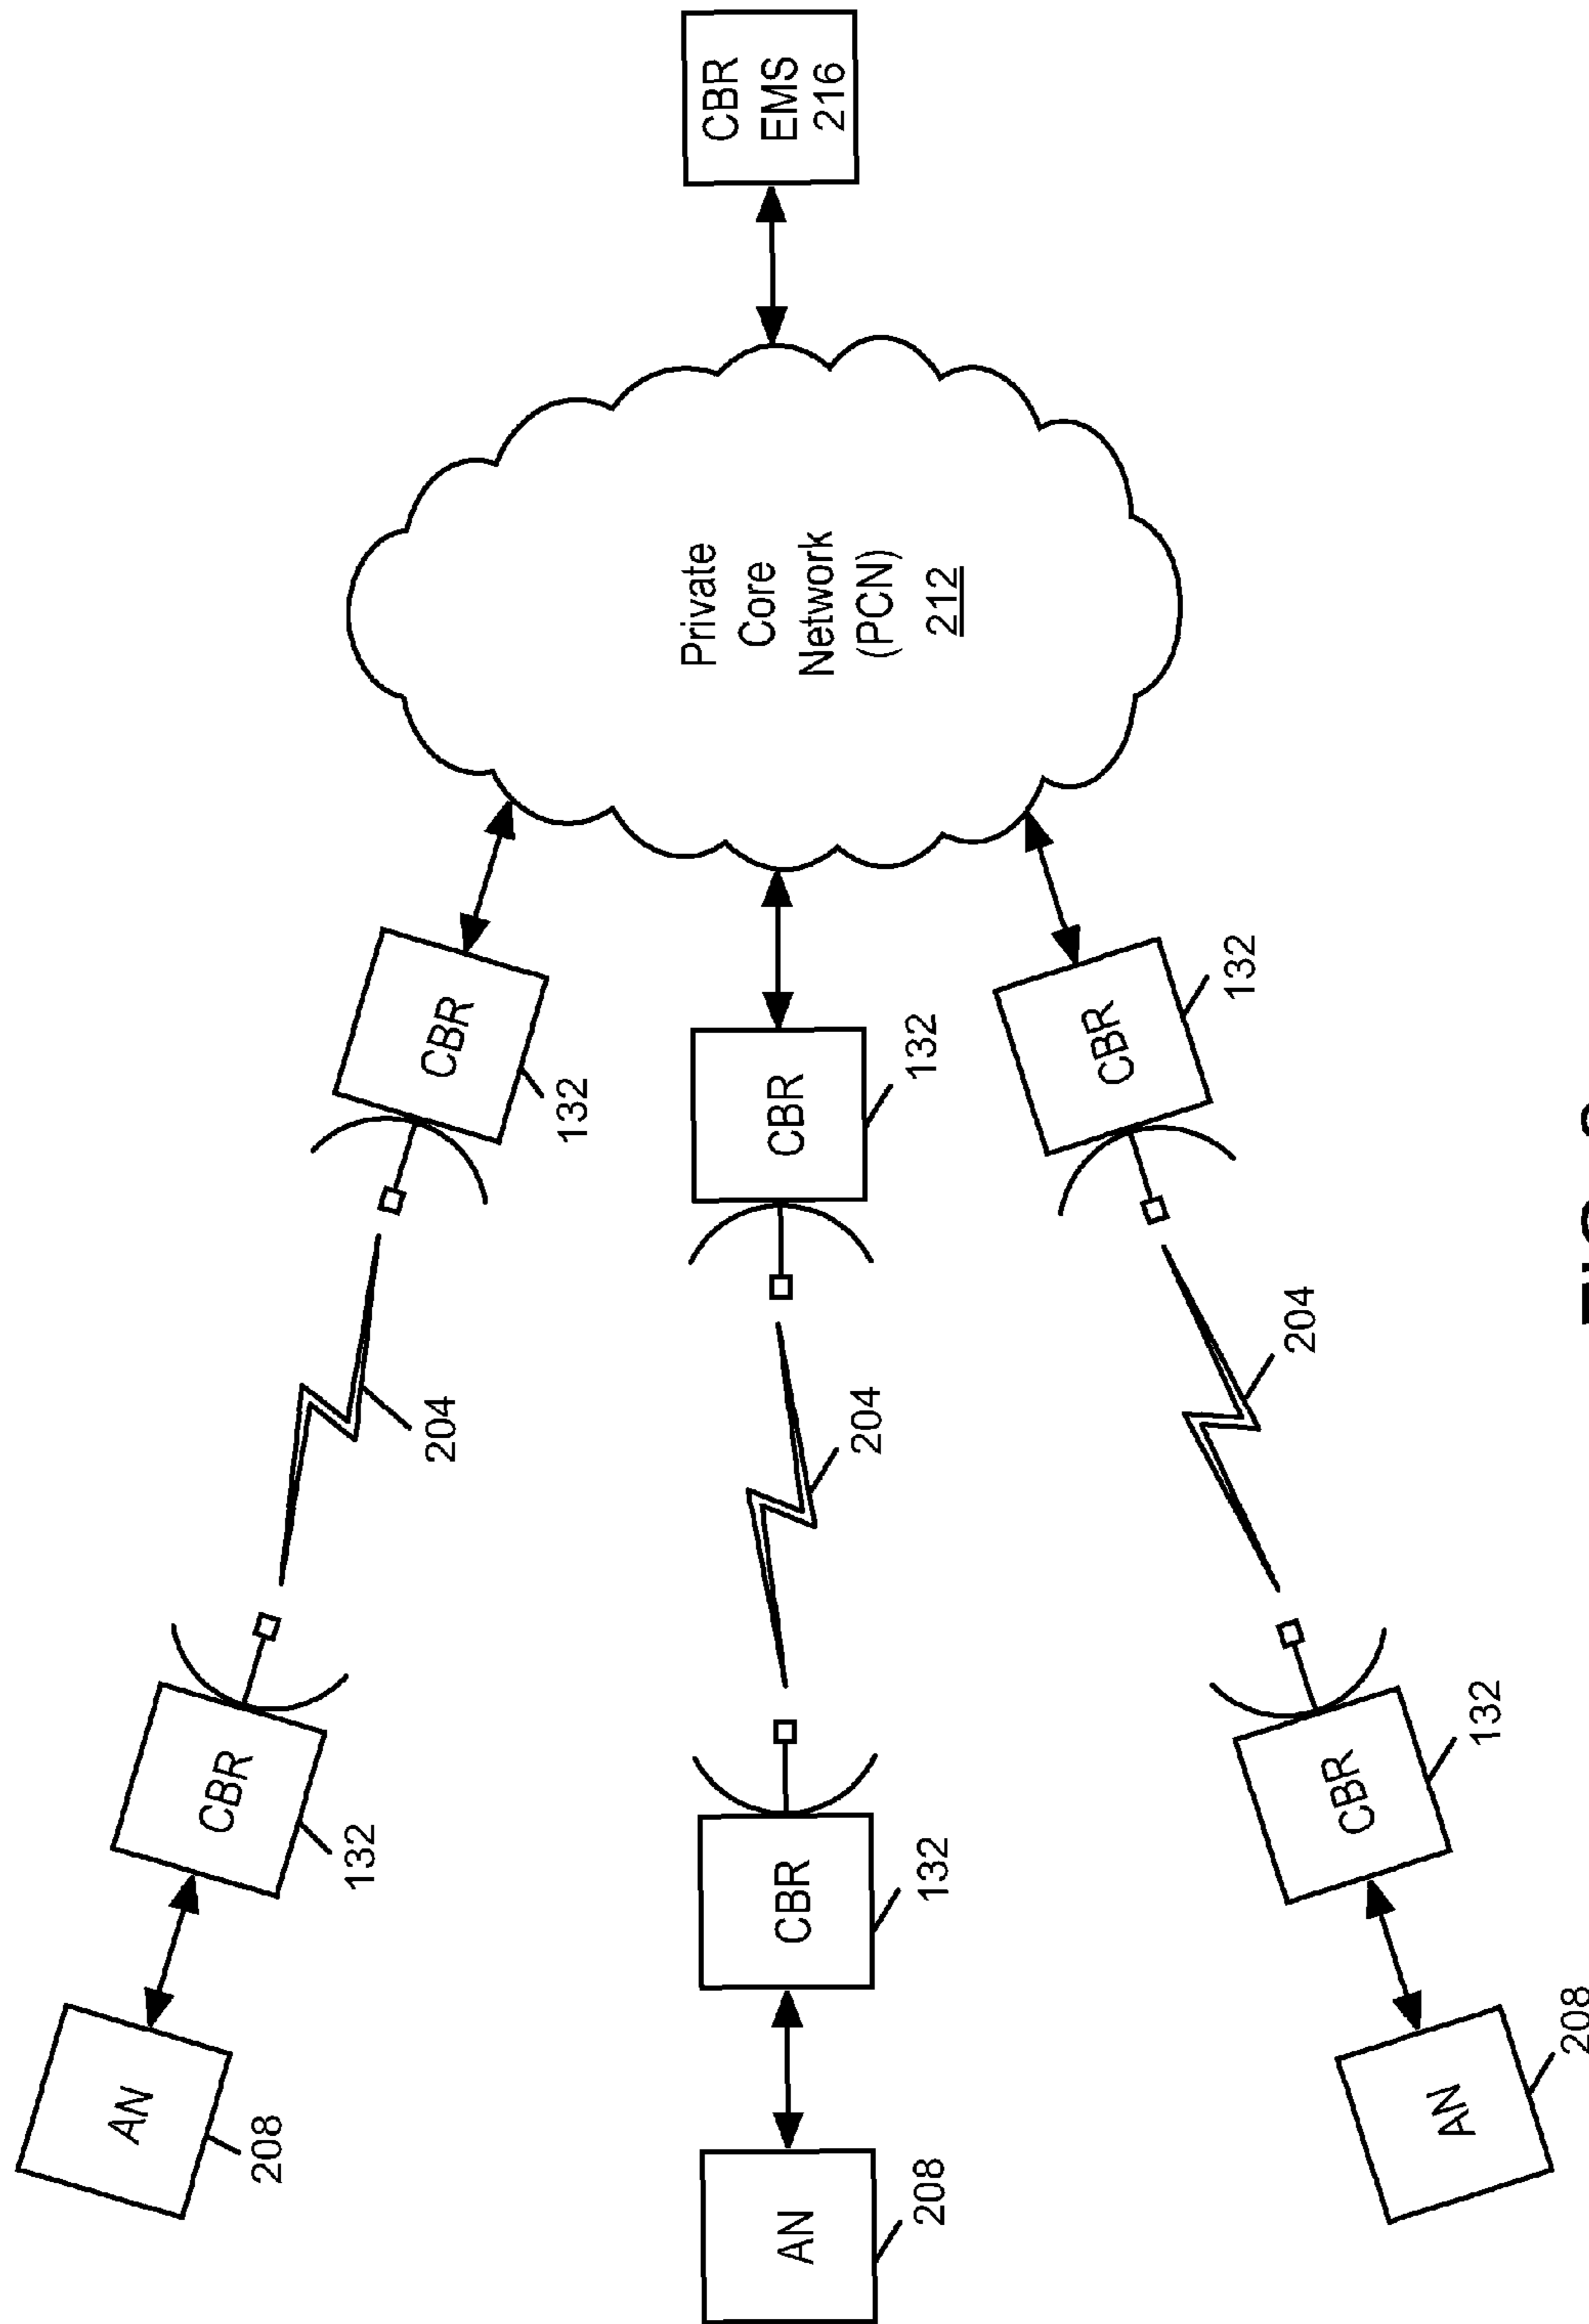 AN
208
CBR
132
204
CBR
132
AN
208
CBR
132
204
CBR
132
Private
Core
Network
(PCN)
212
CBR
EMS
216
AN
208
CBR
132
204
CBR
132